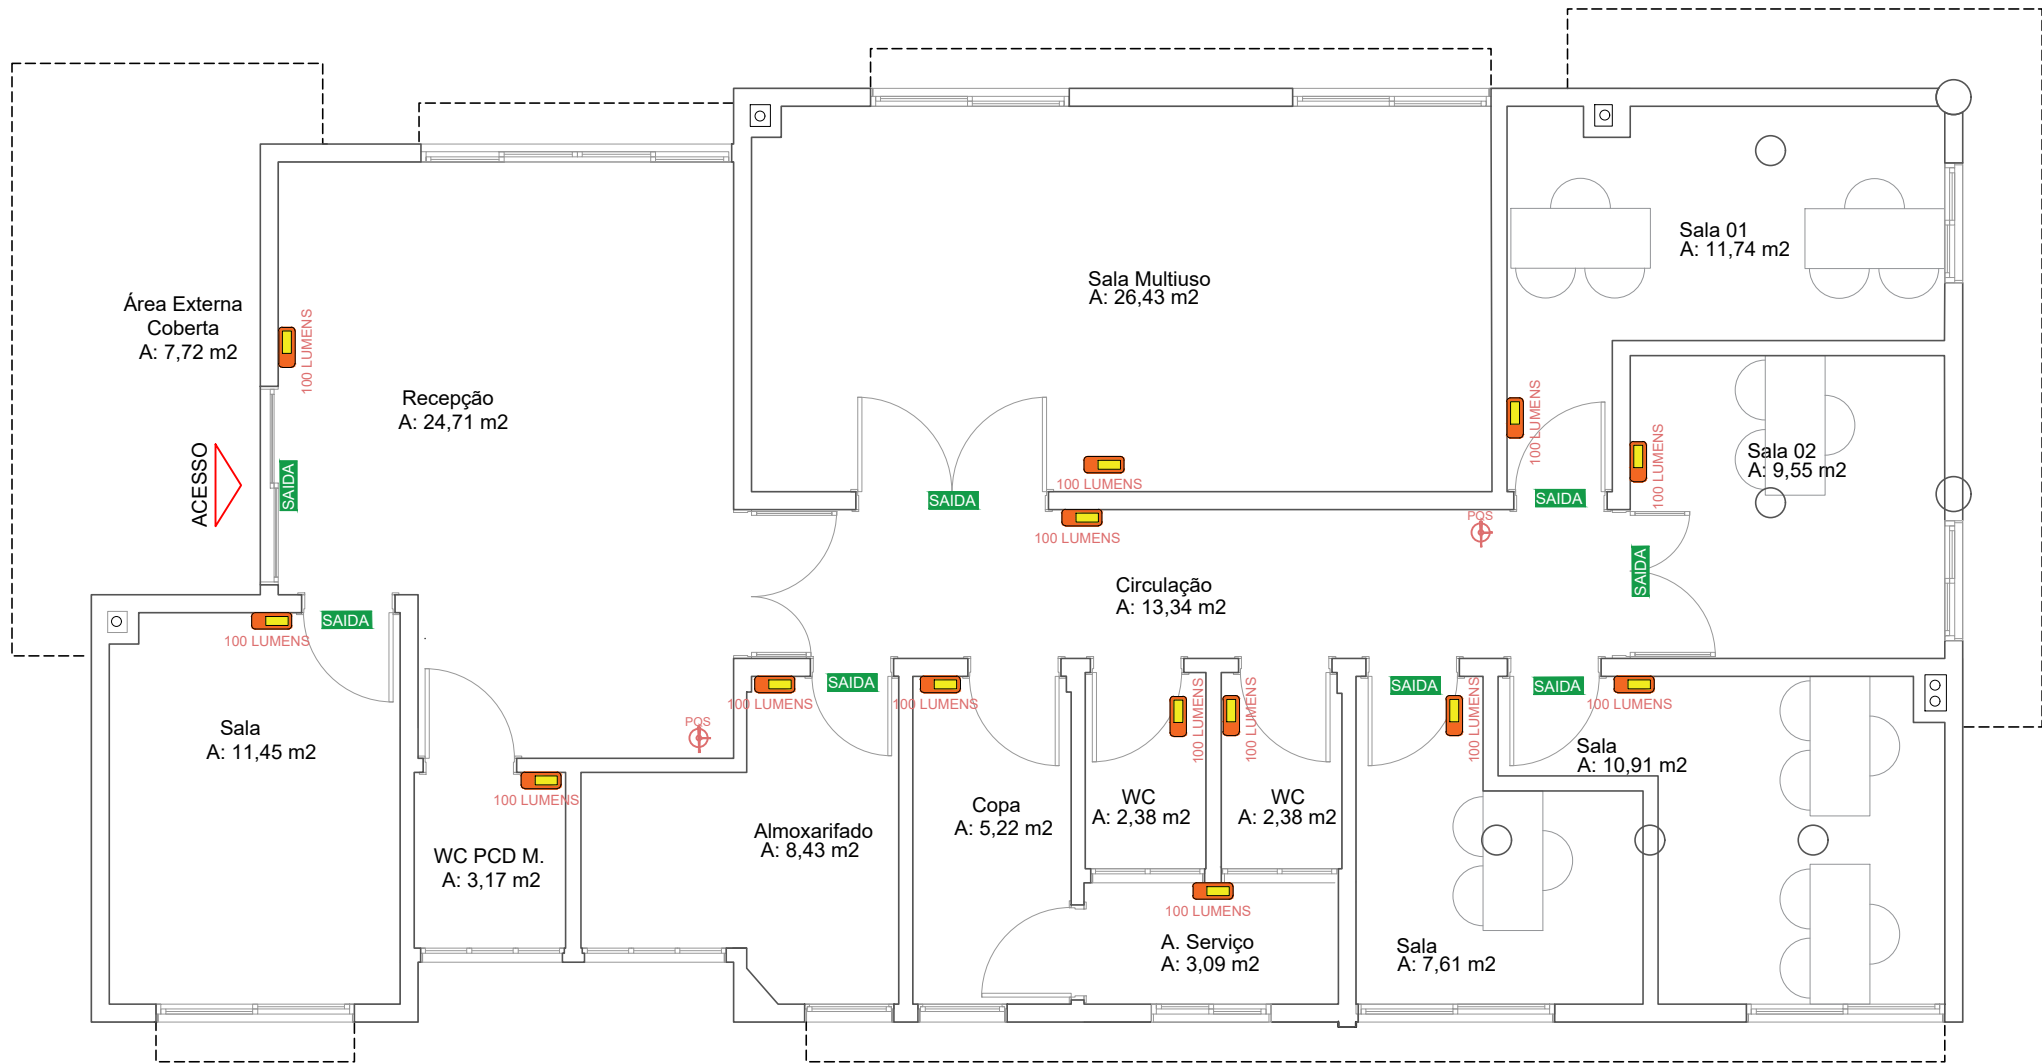 Área Externa
Coberta
A: 7,72 m2
ACESSO
SAIDA
100 LUMENS
Recepção
A: 24,71 m2
Sala Multiuso
A: 26,43 m2
100 LUMENS
SAIDA
100 LUMENS
Sala 01
A: 11,74 m2
100 LUMENS
SAIDA
POS
Sala 02
A: 9,55 m2
100 LUMENS
SAIDA
Circulação
A: 13,34 m2
SAIDA
100 LUMENS
Sala
A: 11,45 m2
POS
100 LUMENS
WC PCD M.
A: 3,17 m2
100 LUMENS
SAIDA
Almoxarifado
A: 8,43 m2
100 LUMENS
Copa
A: 5,22 m2
100 LUMENS
WC
A: 2,38 m2
100 LUMENS
WC
A: 2,38 m2
100 LUMENS
A. Serviço
A: 3,09 m2
SAIDA
100 LUMENS
Sala
A: 7,61 m2
SAIDA
100 LUMENS
Sala
A: 10,91 m2